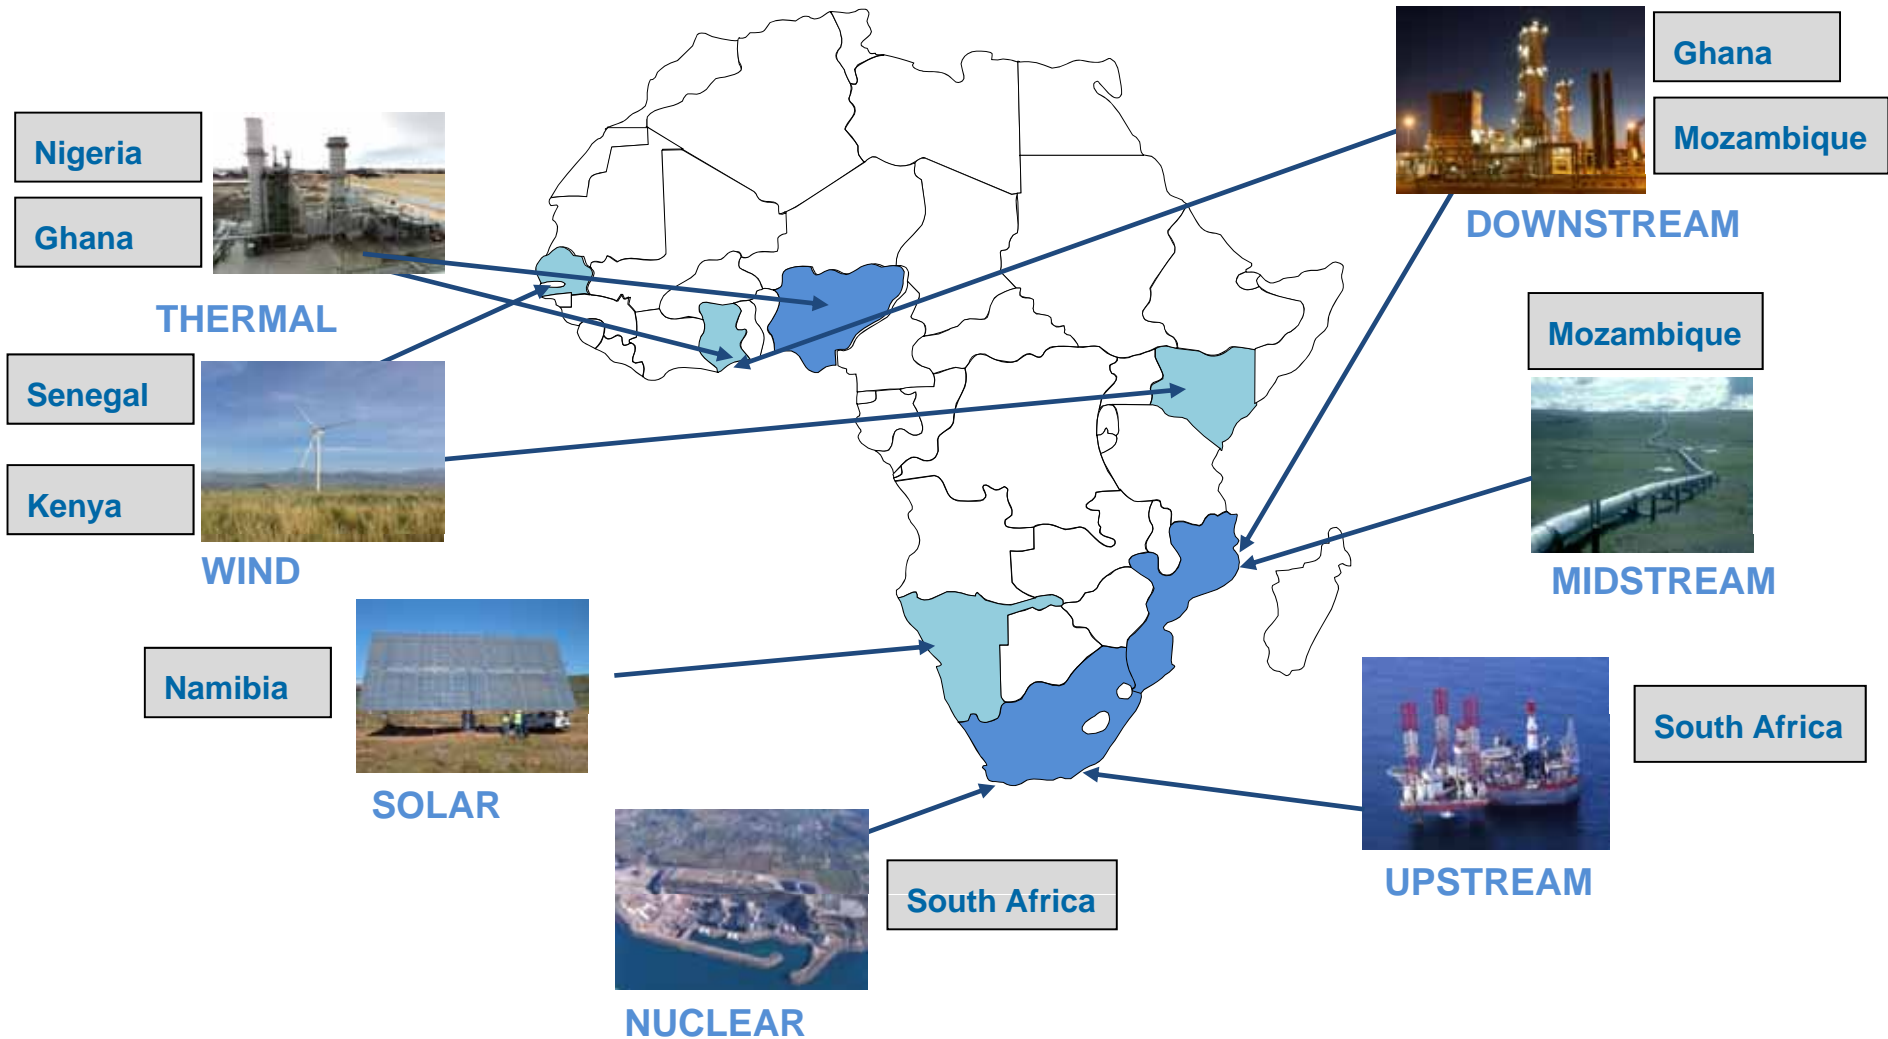 Nigeria
Ghana
THERMAL
Senegal
Kenya
WIND
Namibia
SOLAR
South Africa
NUCLEAR
Ghana
Mozambique
DOWNSTREAM
Mozambique
MIDSTREAM
South Africa
UPSTREAM